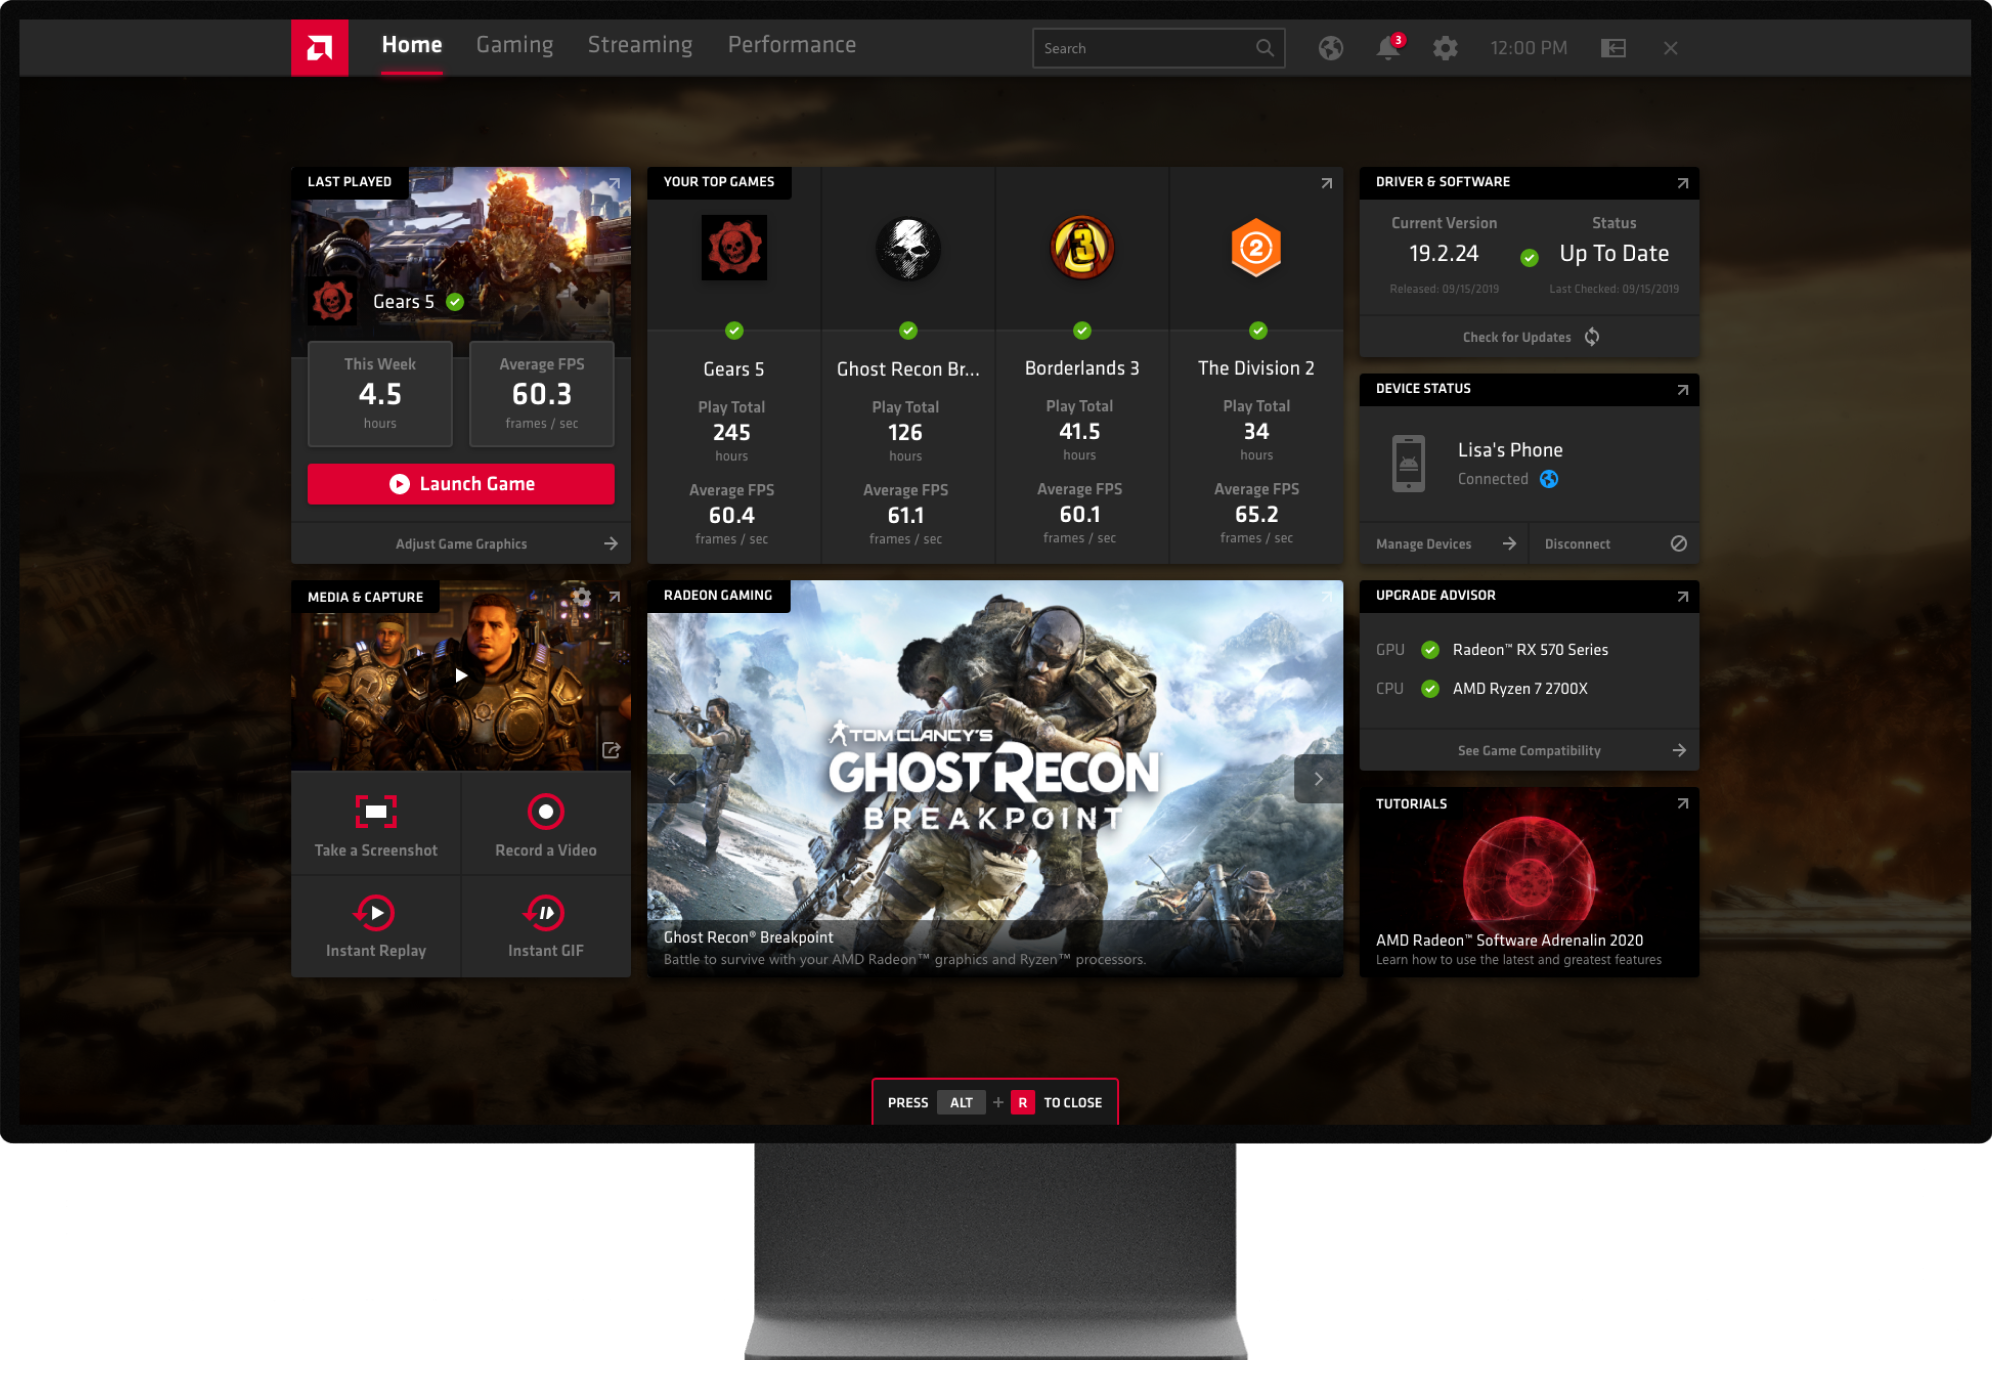 Home
Gaming
Streaming
Performance
Search
3
12:00 PM
LAST PLAYED
Gears 5
This Week
4.5
hours
Average FPS
60.3
frames / sec
Launch Game
Adjust Game Graphics
YOUR TOP GAMES
3
2
Gears 5
Play Total
245
hours
Average FPS
60.4
frames / sec
Ghost Recon Br...
Play Total
126
hours
Average FPS
61.1
frames / sec
Borderlands 3
Play Total
41.5
hours
Average FPS
60.1
frames / sec
The Division 2
Play Total
34
hours
Average FPS
65.2
frames / sec
DRIVER & SOFTWARE
Current Version
19.2.24
Released: 09/15/2019
Status
Up To Date
Last Checked: 09/15/2019
Check for Updates
DEVICE STATUS
Lisa's Phone
Connected
Manage Devices
Disconnect
MEDIA & CAPTURE
Take a Screenshot
Record a Video
Instant Replay
Instant GIF
RADEON GAMING
TOM CLANCY'S
GHOST RECON
BREAKPOINT
Ghost Recon® Breakpoint
Battle to survive with your AMD Radeon™ graphics and Ryzen™ processors.
UPGRADE ADVISOR
GPU Radeon™ RX 570 Series
CPU AMD Ryzen 7 2700X
See Game Compatibility
TUTORIALS
AMD Radeon™ Software Adrenalin 2020
Learn how to use the latest and greatest features
PRESS ALT + R TO CLOSE